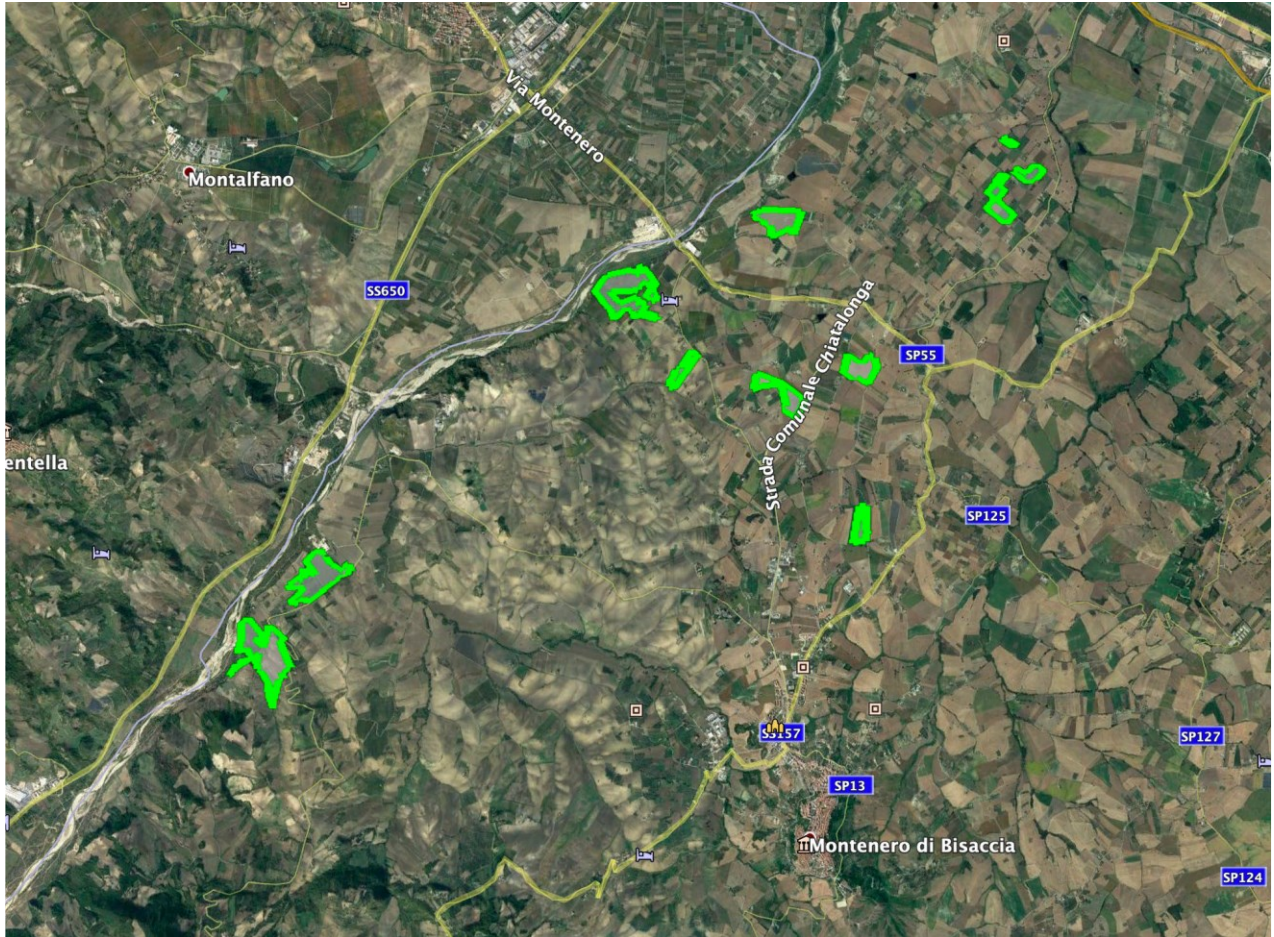 Via Montenero
Montalfano
SS650
Strada Comunale Chiatalonga
SP55
entella
SP125
SS157
SP127
SP13
Montenero di Bisaccia
SP124